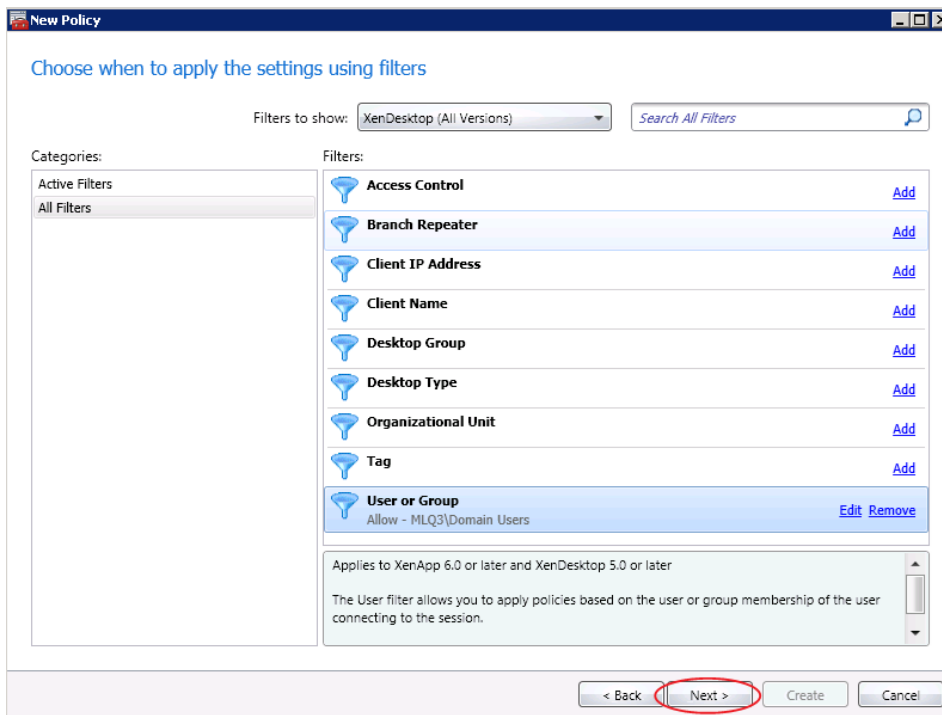 New Policy
Choose when to apply the settings using filters
Filters to show: XenDesktop (All Versions) Search All Filters
Categories:
Active Filters
All Filters
Filters:
Access Control Add
Branch Repeater Add
Client IP Address Add
Client Name Add
Desktop Group Add
Desktop Type Add
Organizational Unit Add
Tag Add
User or Group
Allow - MLQ3\Domain Users Edit Remove
Applies to XenApp 6.0 or later and XenDesktop 5.0 or later
The User filter allows you to apply policies based on the user or group membership of the user
connecting to the session.
< Back Next > Create Cancel